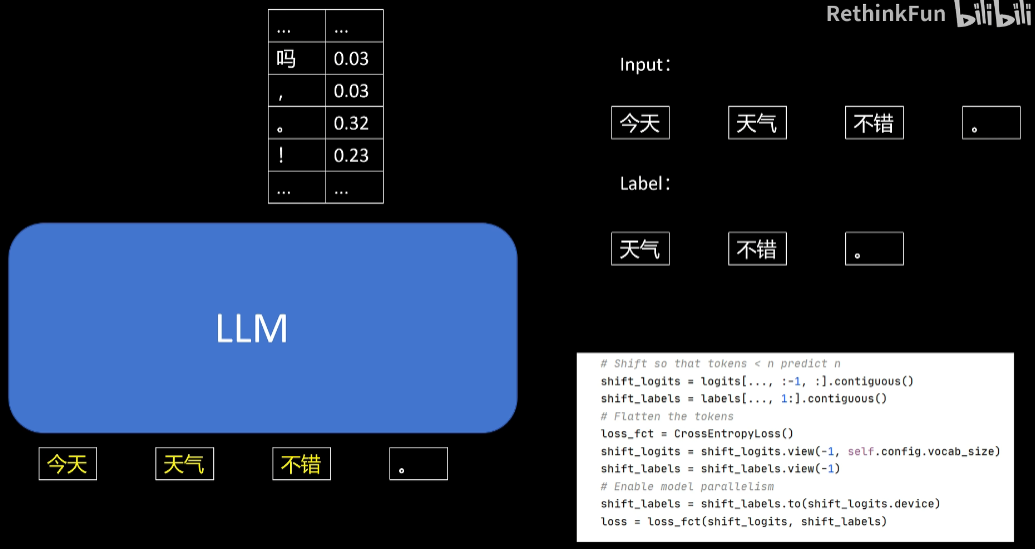 RethinkFun bilibili
... ...
吗 0.03
, 0.03
。 0.32
! 0.23
... ...
LLM
今天 天气 不错 。
Input:
今天 天气 不错 。
Label:
天气 不错 。
# Shift so that tokens < n predict n
shift_logits = logits[..., :-1, :].contiguous()
shift_labels = labels[..., 1:].contiguous()
# Flatten the tokens
loss_fct = CrossEntropyLoss()
shift_logits = shift_logits.view(-1, self.config.vocab_size)
shift_labels = shift_labels.view(-1)
# Enable model parallelism
shift_labels = shift_labels.to(shift_logits.device)
loss = loss_fct(shift_logits, shift_labels)